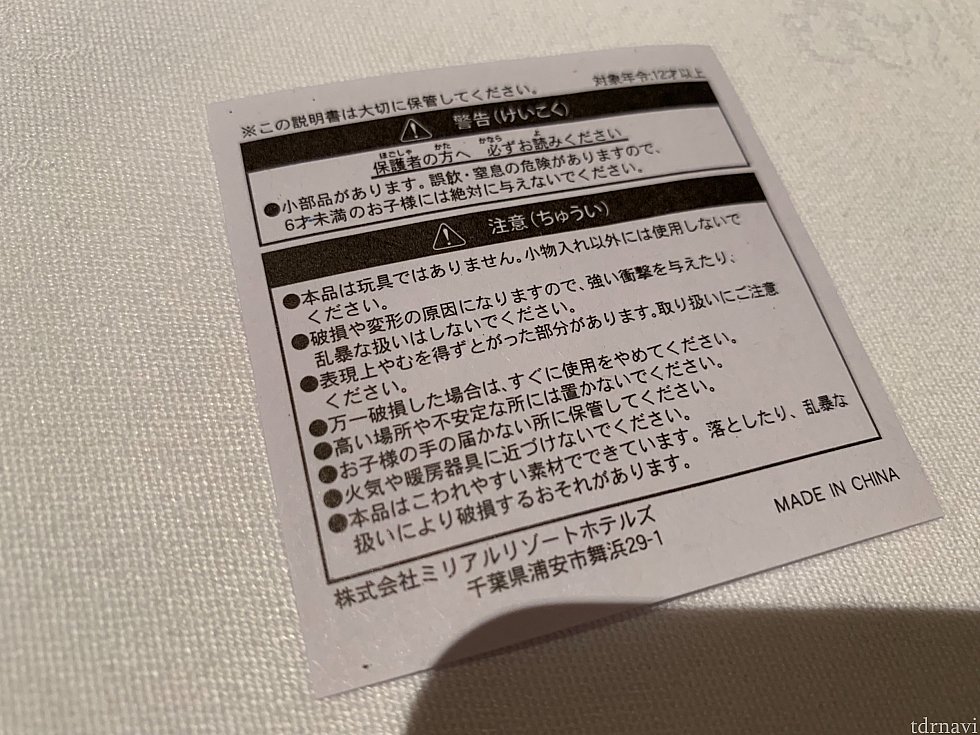 ※この説明書は大切に保管してください。 対象年令:12才以上
警告(けいこく)
保護者の方へ 必ずお読みください
●小部品があります。誤飲・窒息の危険がありますので、
6才未満のお子様には絶対に与えないでください。
注意(ちゅうい)
●本品は玩具ではありません。小物入れ以外には使用しないで
ください。
●破損や変形の原因になりますので、強い衝撃を与えたり、
乱暴な扱いはしないでください。
●表現上やむを得ずとがった部分があります。取り扱いにご注意
ください。
●万一破損した場合は、すぐに使用をやめてください。
●高い場所や不安定な所には置かないでください。
●お子様の手の届かない所に保管してください。
●火気や暖房器具に近づけないでください。
●本品はこわれやすい素材でできています。落としたり、乱暴な
扱いにより破損するおそれがあります。
MADE IN CHINA
株式会社ミリアルリゾートホテルズ
千葉県浦安市舞浜29-1
tdrnavi